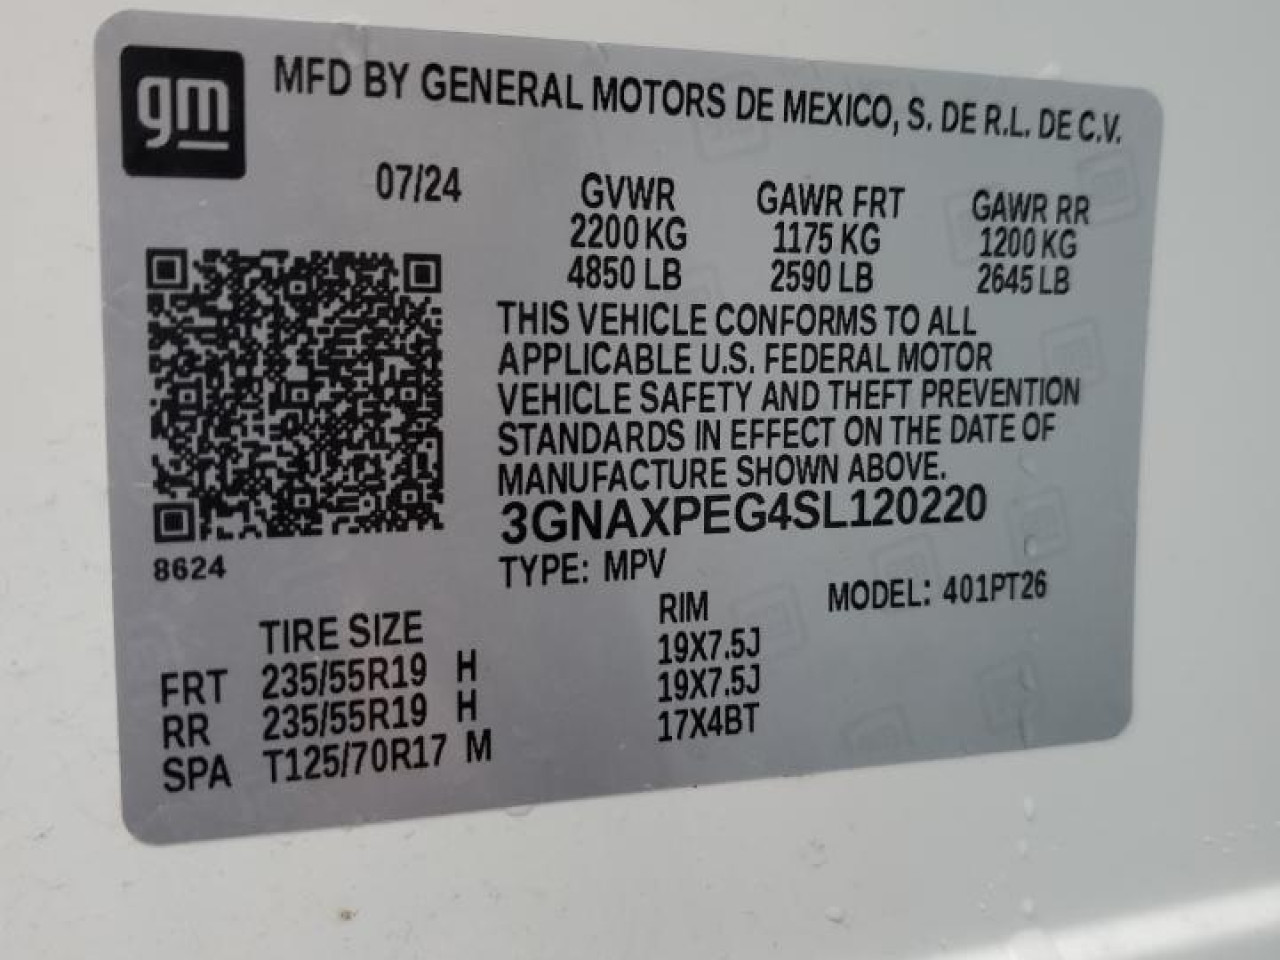 gm
MFD BY GENERAL MOTORS DE MEXICO, S. DE R.L. DE C.V.
07/24 GVWR GAWR FRT GAWR RR
2200 KG 1175 KG 1200 KG
4850 LB 2590 LB 2645 LB
THIS VEHICLE CONFORMS TO ALL
APPLICABLE U.S. FEDERAL MOTOR
VEHICLE SAFETY AND THEFT PREVENTION
STANDARDS IN EFFECT ON THE DATE OF
MANUFACTURE SHOWN ABOVE.
3GNAXPEG4SL120220
8624
TYPE: MPV MODEL: 401PT26
TIRE SIZE RIM
FRT 235/55R19 H 19X7.5J
RR 235/55R19 H 19X7.5J
SPA T125/70R17 M 17X4BT